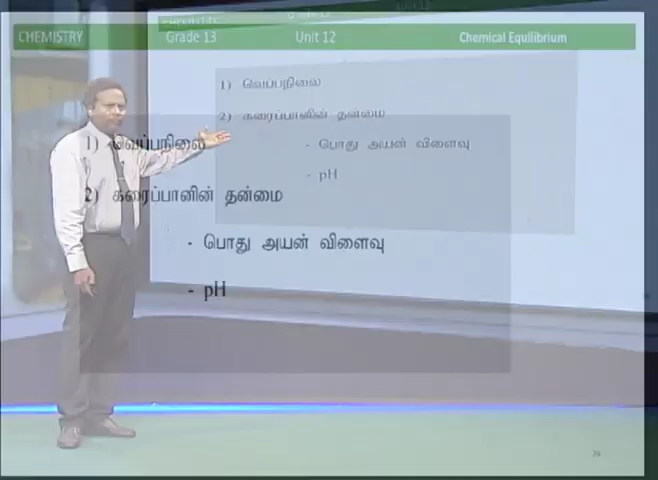 CHEMISTRY Grade 13 Unit 12 Chemical Equilibrium
1) வெப்பநிலை
2) கரைப்பானின் தன்மை
- பொது அயன் விளைவு
- pH
1) வெப்பநிலை
2) கரைப்பானின் தன்மை
- பொது அயன் விளைவு
- pH
79